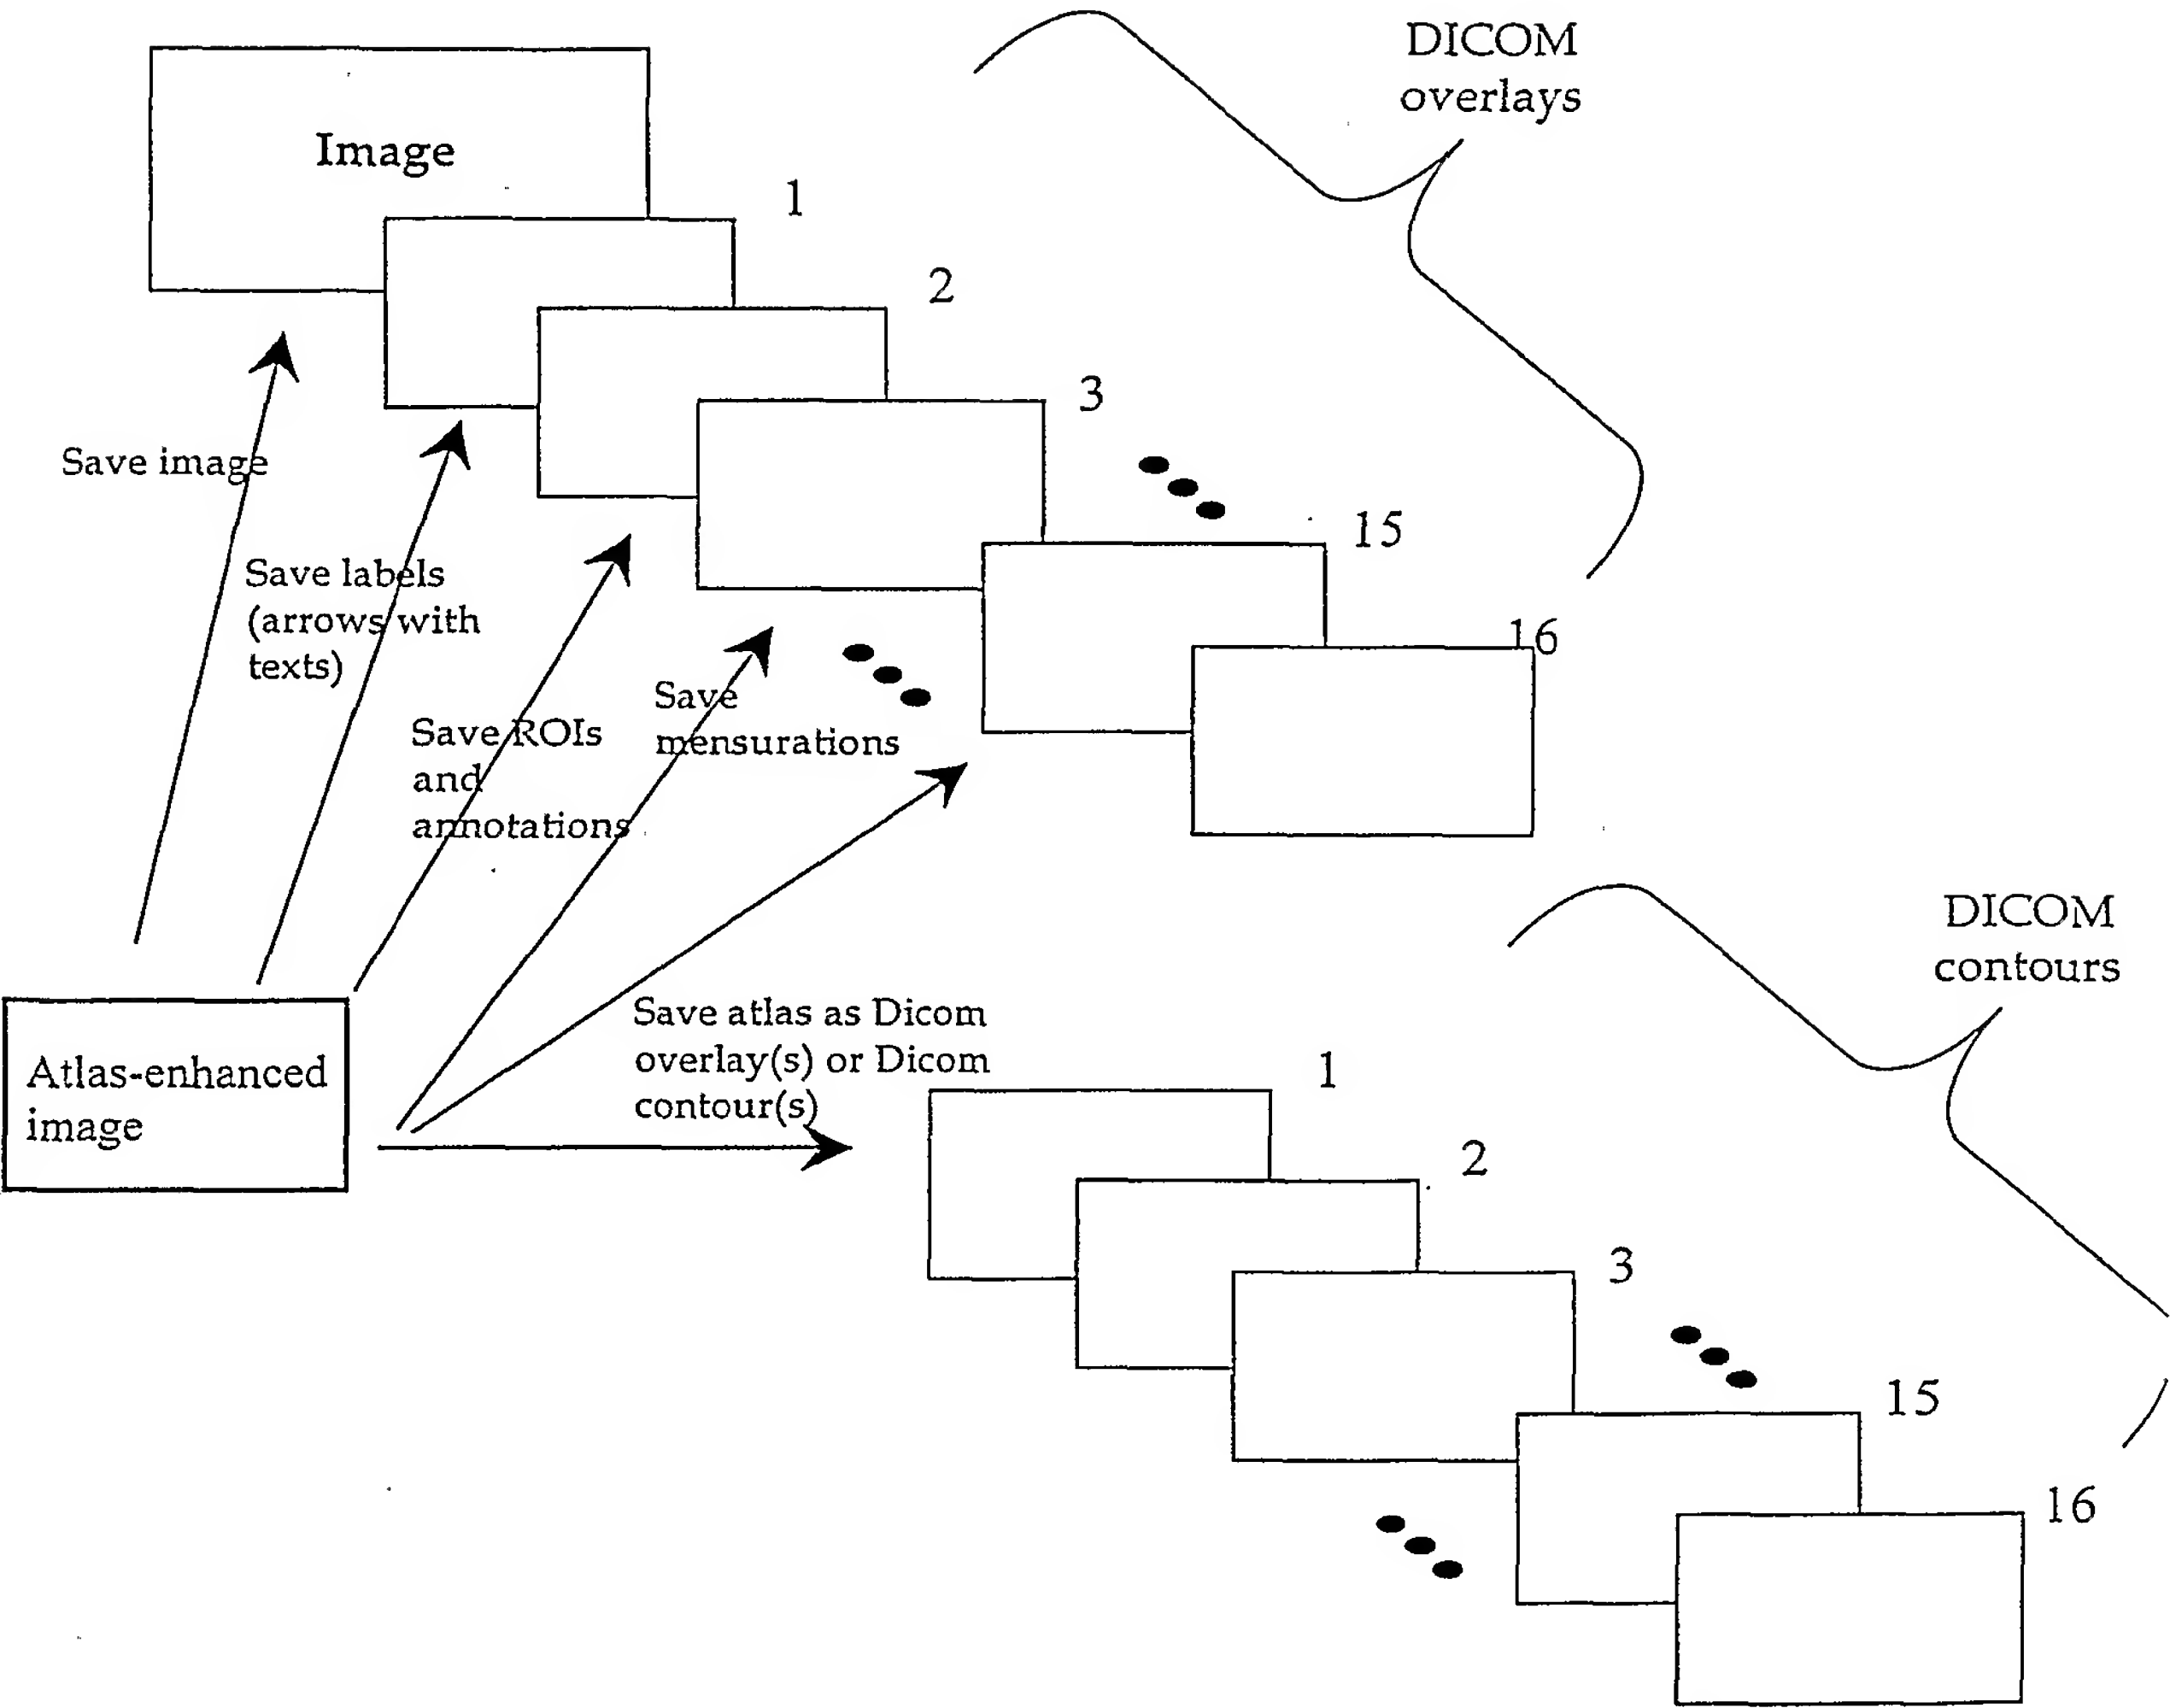 DICOM
overlays
Image
1
2
3
15
16
Save image
Save labels
(arrows with
texts)
Save ROIs
and
annotations
Save
mensurations
DICOM
contours
Atlas-enhanced
image
Save atlas as Dicom
overlay(s) or Dicom
contour(s)
1
2
3
15
16